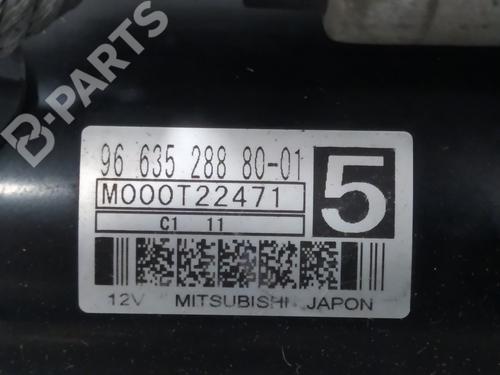 B-PARTS
96 635 288 80-01
5
M000T22471
C1 11
12V MITSUBISHI JAPON